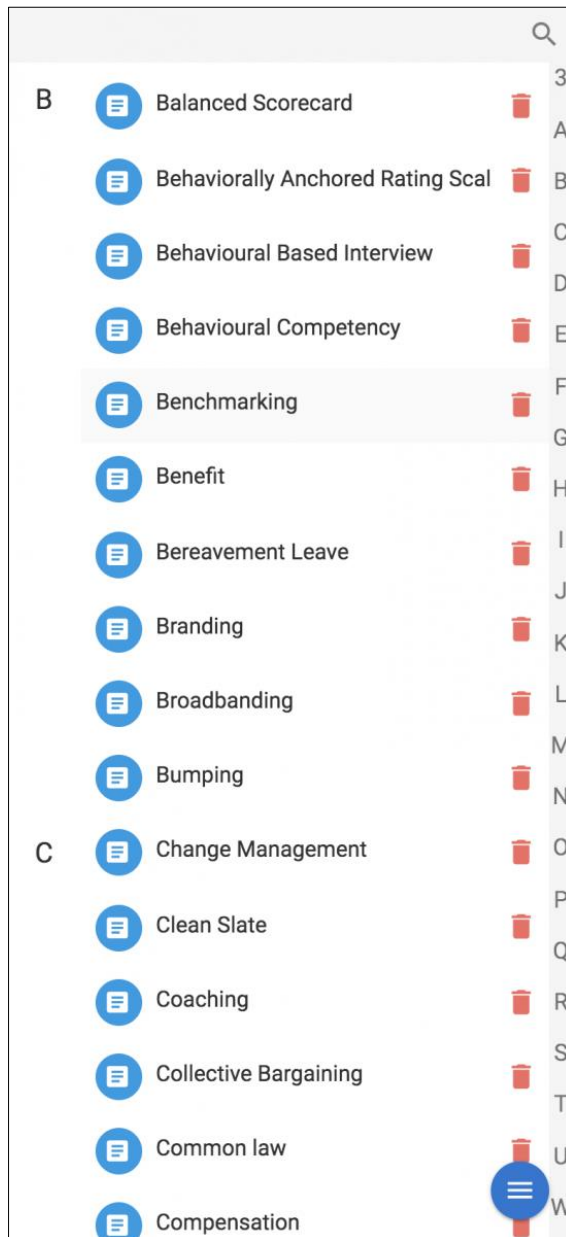 B
Balanced Scorecard
Behaviorally Anchored Rating Scal
Behavioural Based Interview
Behavioural Competency
Benchmarking
Benefit
Bereavement Leave
Branding
Broadbanding
Bumping
C
Change Management
Clean Slate
Coaching
Collective Bargaining
Common law
Compensation
3
A
B
C
D
E
F
G
H
I
J
K
L
M
N
O
P
Q
R
S
T
U
W